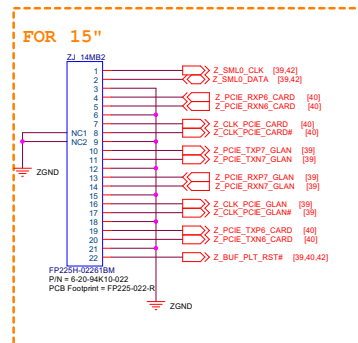 FOR 15"
ZJ_14MB2
1 Z_SML0_CLK [39,42]
2 Z_SML0_DATA [39,42]
3
4 Z_PCIE_RXP6_CARD [40]
5 Z_PCIE_RXN6_CARD [40]
6
7 Z_CLK_PCIE_CARD [40]
NC1 8 Z_CLK_PCIE_CARD# [40]
NC2 9
10 Z_PCIE_TXP7_GLAN [39]
11 Z_PCIE_TXN7_GLAN [39]
12
ZGND 13 Z_PCIE_RXP7_GLAN [39]
14 Z_PCIE_RXN7_GLAN [39]
15
16 Z_CLK_PCIE_GLAN [39]
17 Z_CLK_PCIE_GLAN# [39]
18
19 Z_PCIE_TXP6_CARD [40]
20 Z_PCIE_TXN6_CARD [40]
21
22 Z_BUF_PLT_RST# [39,40,42]
FP225H-02261BM
P/N = 6-20-94K10-022
PCB Footprint = FP225-022-R
ZGND